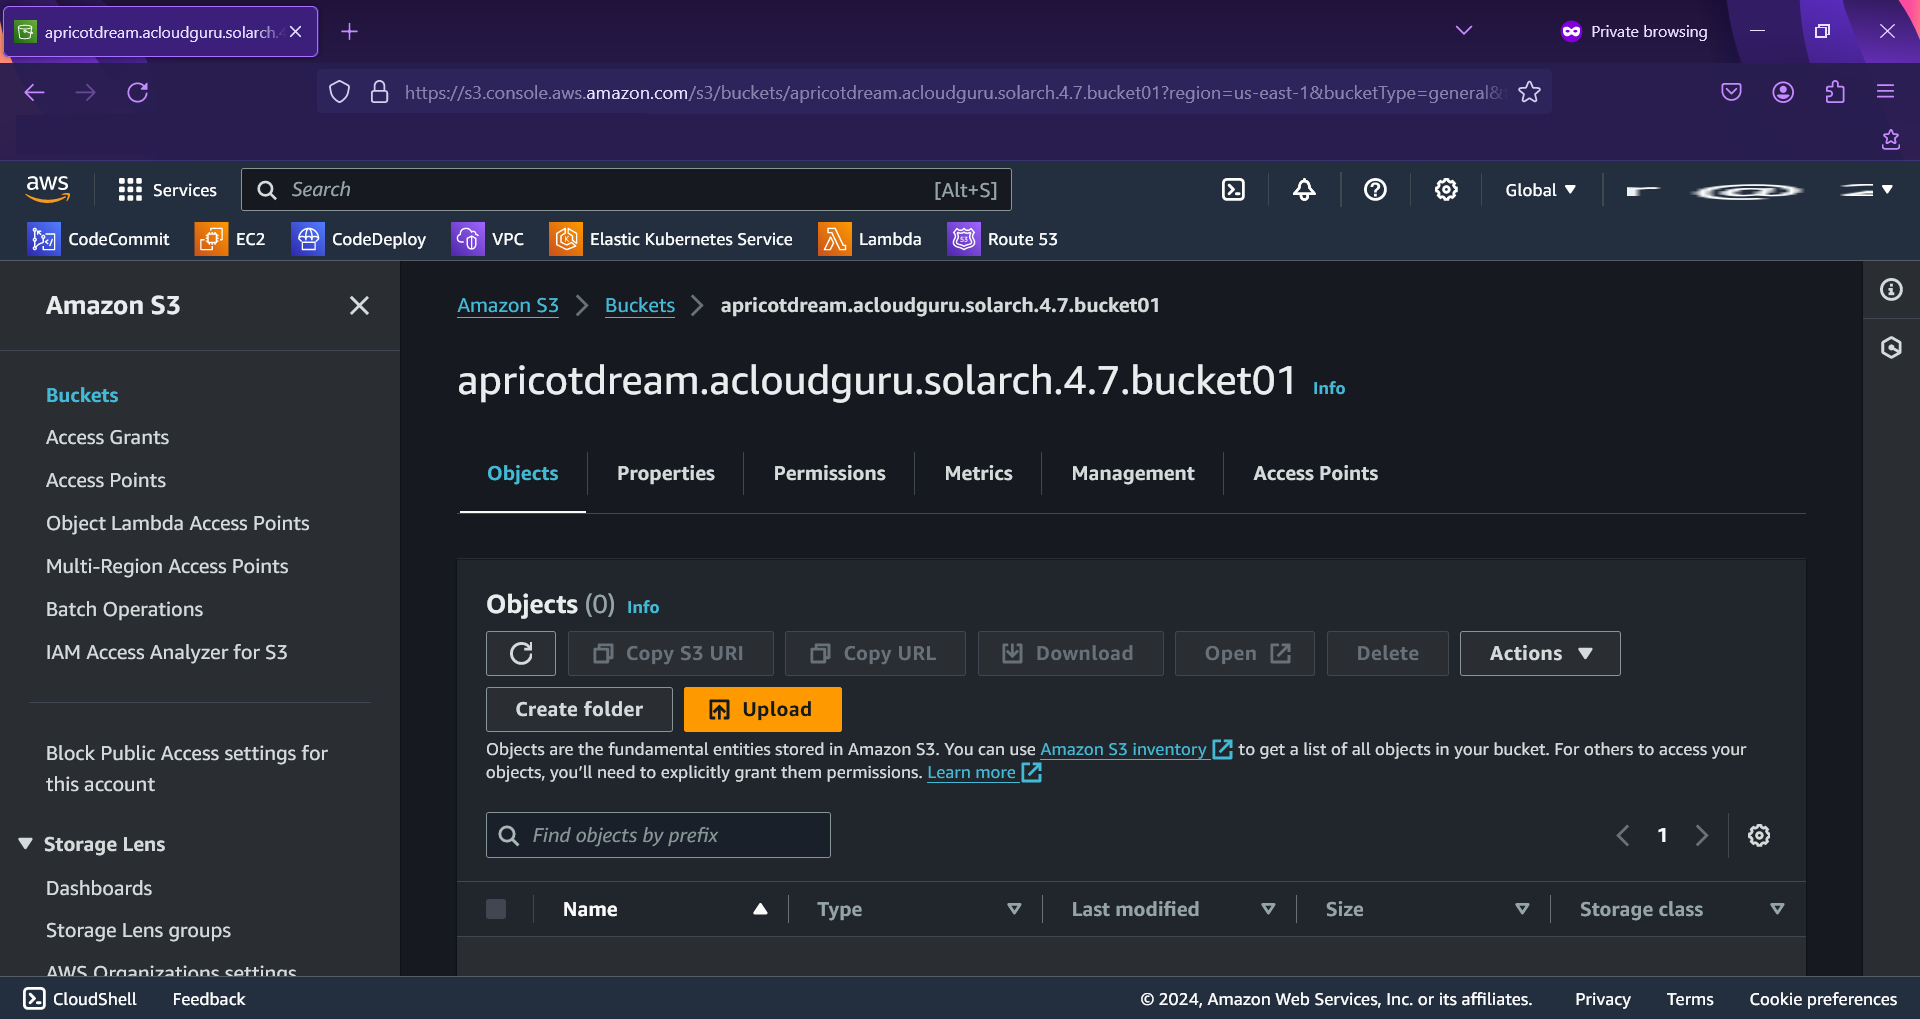 apricotdream.acloudguru.solarch.4
Private browsing
https://s3.console.aws.amazon.com/s3/buckets/apricotdream.acloudguru.solarch.4.7.bucket01?region=us-east-1&bucketType=general&
aws
Services
Search [Alt+S]
Global
CodeCommit EC2 CodeDeploy VPC Elastic Kubernetes Service Lambda Route 53
Amazon S3
Buckets
Access Grants
Access Points
Object Lambda Access Points
Multi-Region Access Points
Batch Operations
IAM Access Analyzer for S3
Block Public Access settings for
this account
Storage Lens
Dashboards
Storage Lens groups
AWS Organizations settings
Amazon S3 Buckets apricotdream.acloudguru.solarch.4.7.bucket01
apricotdream.acloudguru.solarch.4.7.bucket01 Info
Objects Properties Permissions Metrics Management Access Points
Objects (0) Info
Copy S3 URI Copy URL Download Open Delete Actions
Create folder Upload
Objects are the fundamental entities stored in Amazon S3. You can use Amazon S3 inventory to get a list of all objects in your bucket. For others to access your
objects, you’ll need to explicitly grant them permissions. Learn more
Find objects by prefix
1
Name Type Last modified Size Storage class
CloudShell Feedback
© 2024, Amazon Web Services, Inc. or its affiliates. Privacy Terms Cookie preferences